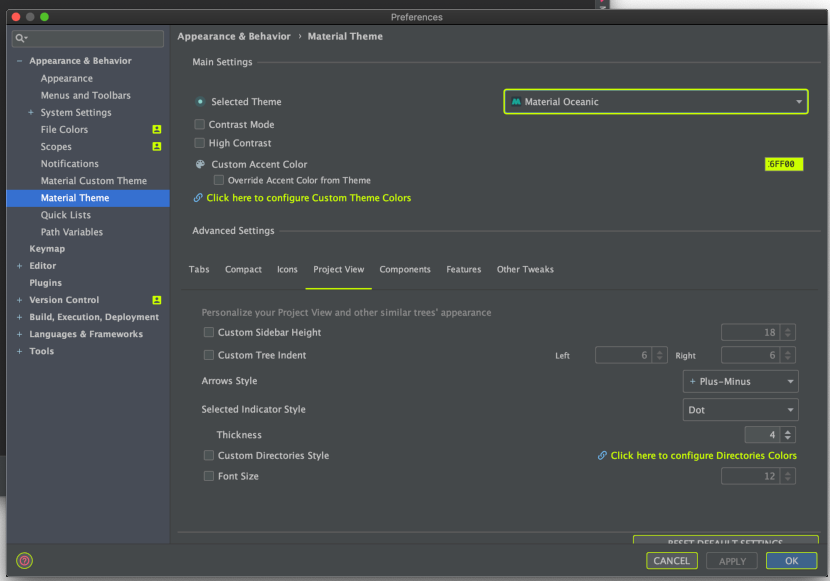 Preferences
Appearance & Behavior › Material Theme
Appearance & Behavior
Appearance
Menus and Toolbars
System Settings
File Colors
Scopes
Notifications
Material Custom Theme
Material Theme
Quick Lists
Path Variables
Keymap
Editor
Plugins
Version Control
Build, Execution, Deployment
Languages & Frameworks
Tools
Main Settings
Selected Theme
Material Oceanic
Contrast Mode
High Contrast
Custom Accent Color
6FF00
Override Accent Color from Theme
Click here to configure Custom Theme Colors
Advanced Settings
Tabs Compact Icons Project View Components Features Other Tweaks
Personalize your Project View and other similar trees' appearance
Custom Sidebar Height 18
Custom Tree Indent Left 6 Right 6
Arrows Style + Plus-Minus
Selected Indicator Style Dot
Thickness 4
Custom Directories Style Click here to configure Directories Colors
Font Size 12
RESET DEFAULT SETTINGS
? CANCEL APPLY OK